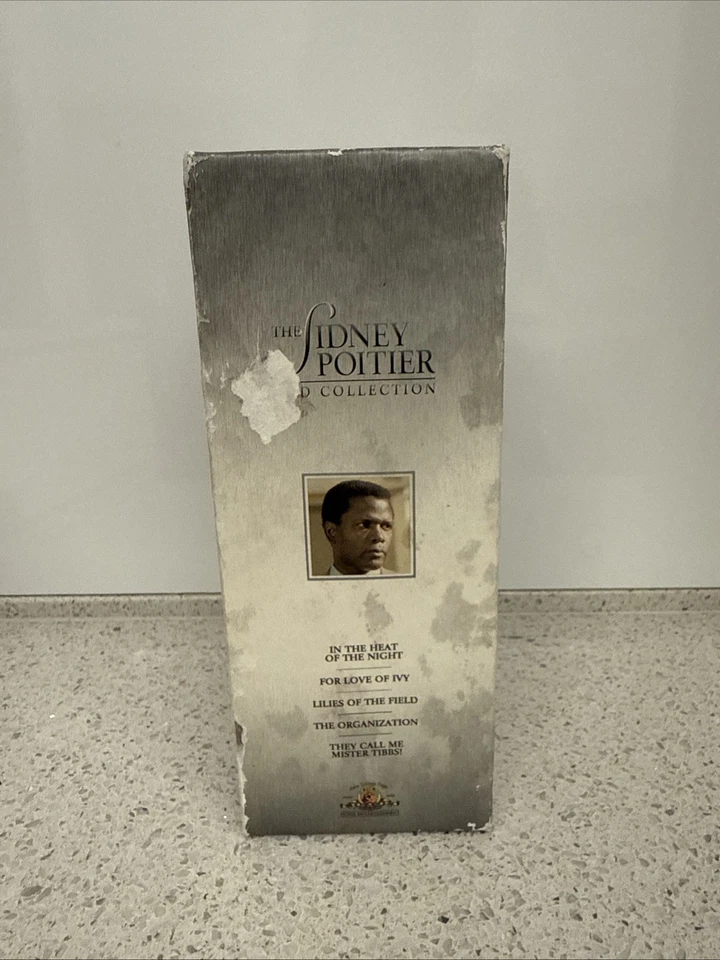 THE SIDNEY
POITIER
D COLLECTION
IN THE HEAT
OF THE NIGHT
FOR LOVE OF IVY
LILIES OF THE FIELD
THE ORGANIZATION
THEY CALL ME
MISTER TIBBS!